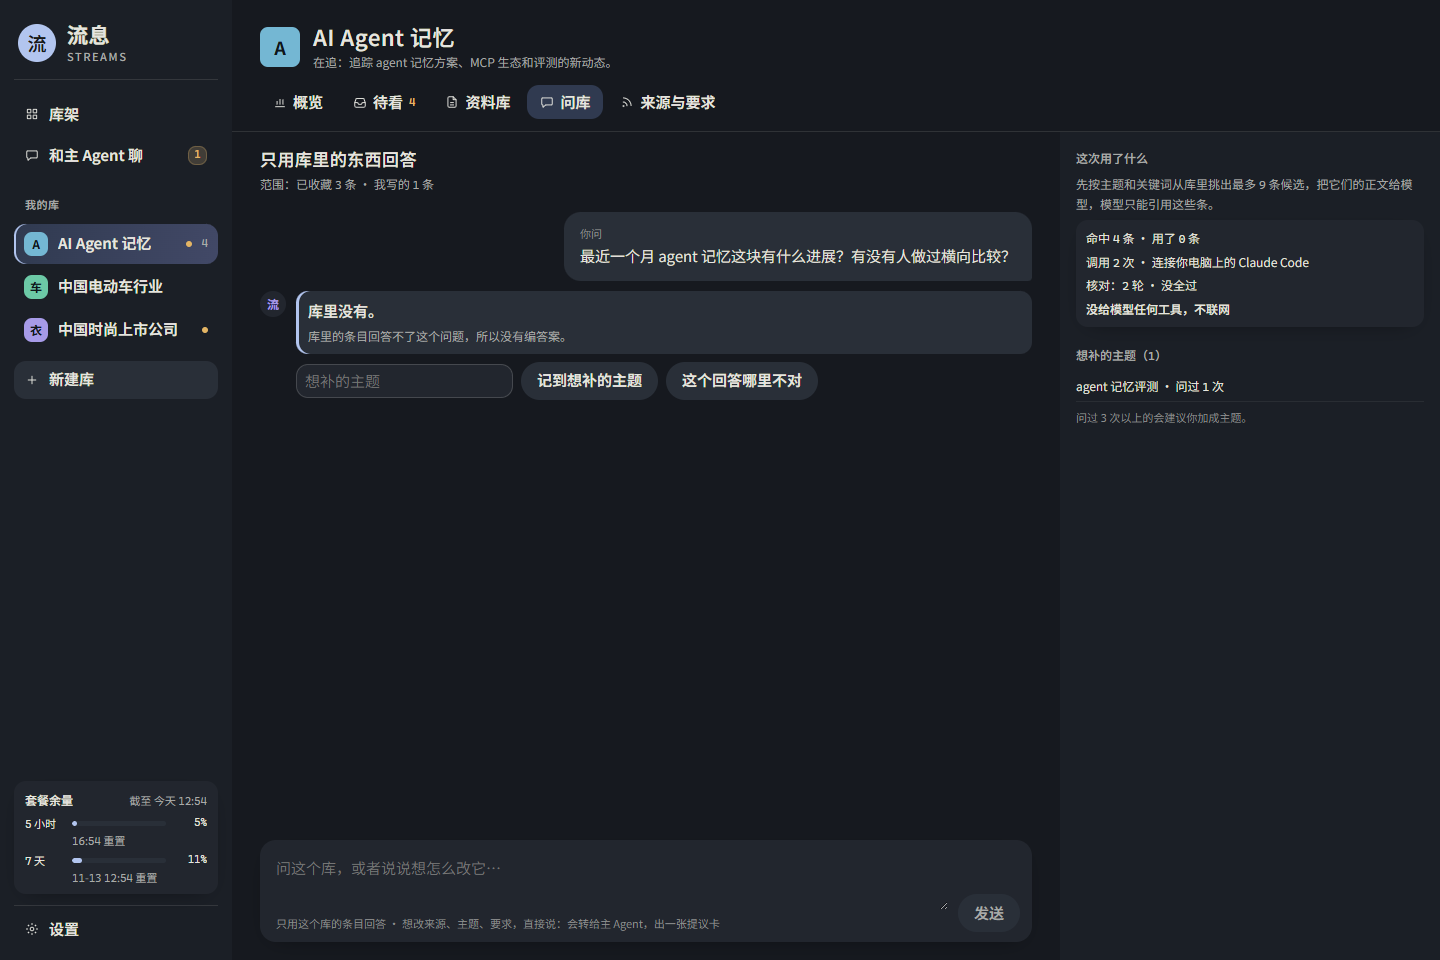 流
流息
STREAMS
库架
和主 Agent 聊
1
我的库
A
AI Agent 记忆
4
车
中国电动车行业
衣
中国时尚上市公司
新建库
套餐余量
截至 今天 12:54
5 小时
5%
16:54 重置
7 天
11%
11-13 12:54 重置
设置
A
AI Agent 记忆
在追：追踪 agent 记忆方案、MCP 生态和评测的新动态。
概览
待看 4
资料库
问库
来源与要求
只用库里的东西回答
范围：已收藏 3 条 · 我写的 1 条
你问
最近一个月 agent 记忆这块有什么进展？有没有人做过横向比较？
流
库里没有。
库里的条目回答不了这个问题，所以没有编答案。
想补的主题
记到想补的主题
这个回答哪里不对
问这个库，或者说说想怎么改它…
只用这个库的条目回答 · 想改来源、主题、要求，直接说：会转给主 Agent，出一张提议卡
发送
这次用了什么
先按主题和关键词从库里挑出最多 9 条候选，把它们的正文给模
型，模型只能引用这些条。
命中 4 条 · 用了 0 条
调用 2 次 · 连接你电脑上的 Claude Code
核对：2 轮 · 没全过
没给模型任何工具，不联网
想补的主题（1）
agent 记忆评测 · 问过 1 次
问过 3 次以上的会建议你加成主题。